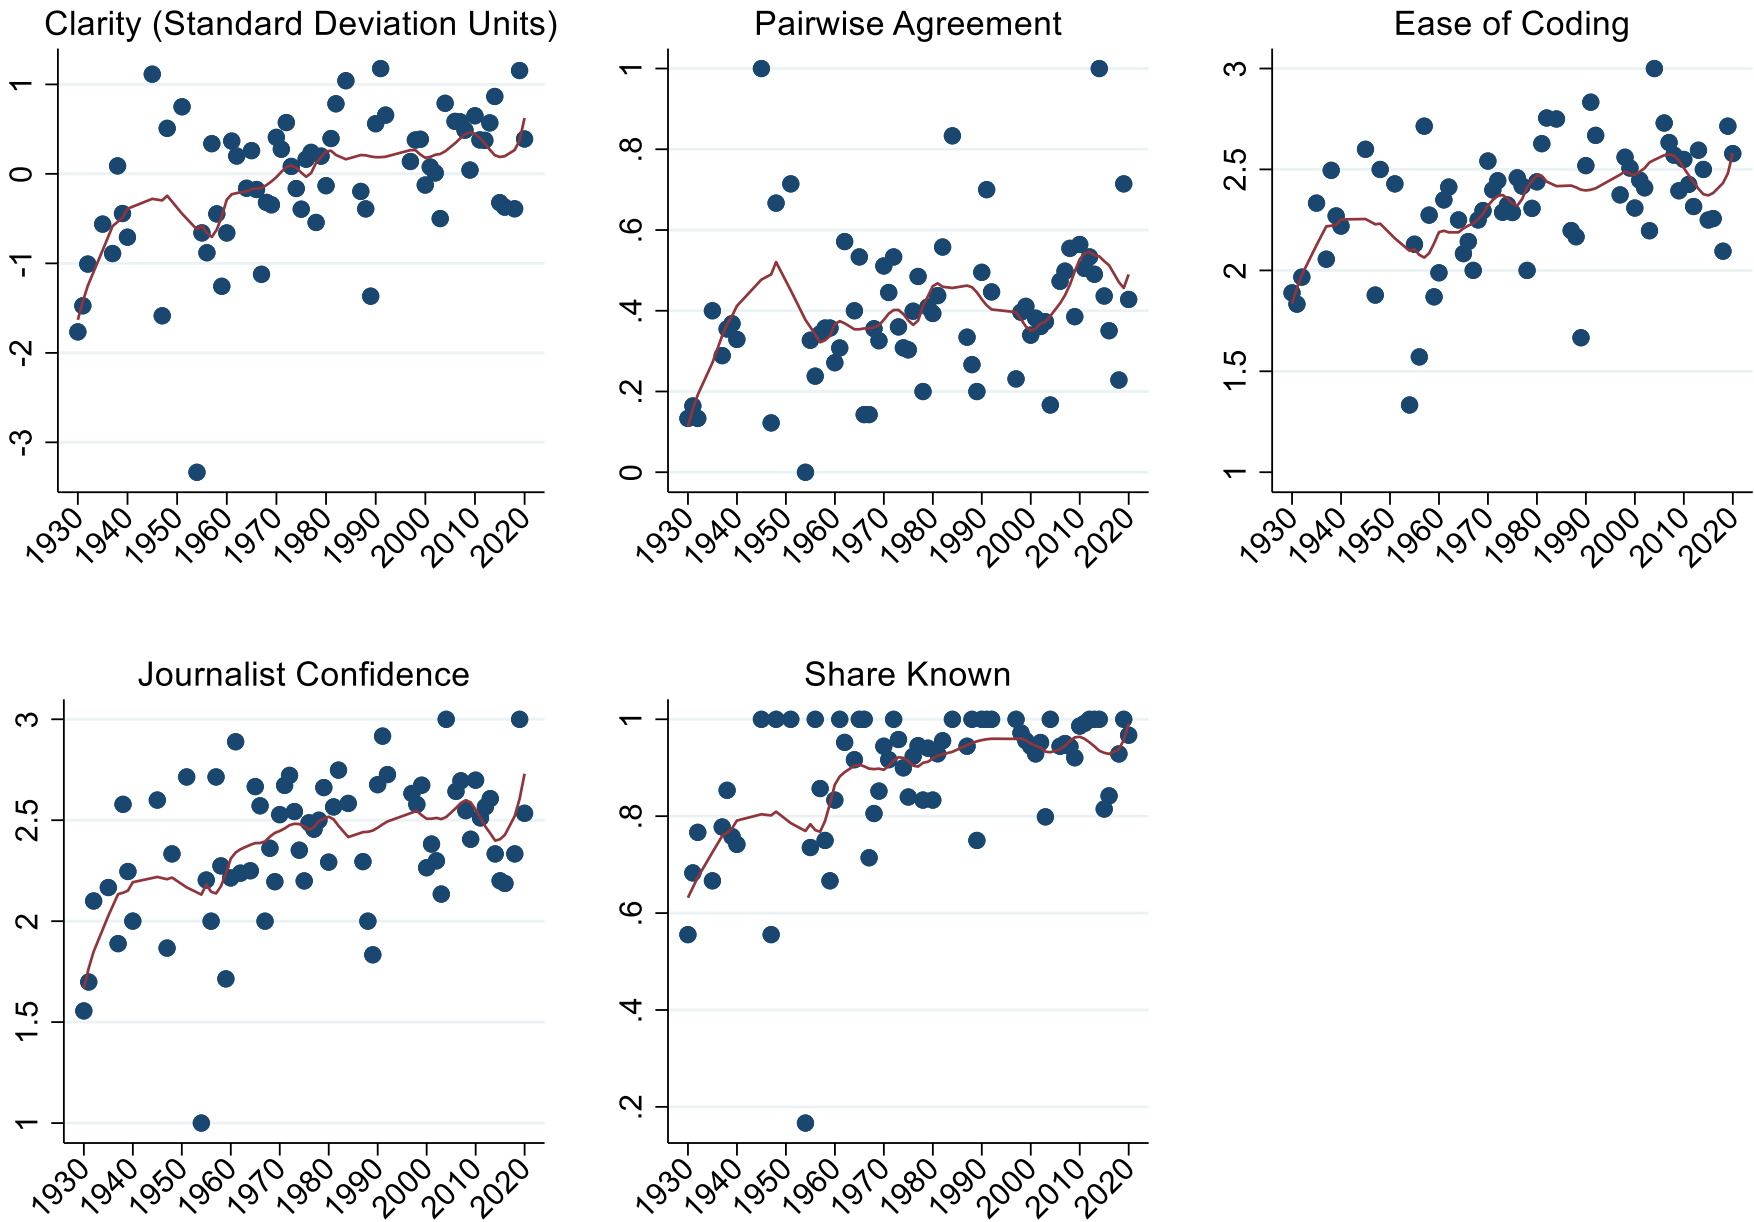 Clarity (Standard Deviation Units)
1
0
-1
-2
-3
1930 1940 1950 1960 1970 1980 1990 2000 2010 2020
Pairwise Agreement
1
.8
.6
.4
.2
0
1930 1940 1950 1960 1970 1980 1990 2000 2010 2020
Ease of Coding
3
2.5
2
1.5
1
1930 1940 1950 1960 1970 1980 1990 2000 2010 2020
Journalist Confidence
3
2.5
2
1.5
1
1930 1940 1950 1960 1970 1980 1990 2000 2010 2020
Share Known
1
.8
.6
.4
.2
1930 1940 1950 1960 1970 1980 1990 2000 2010 2020